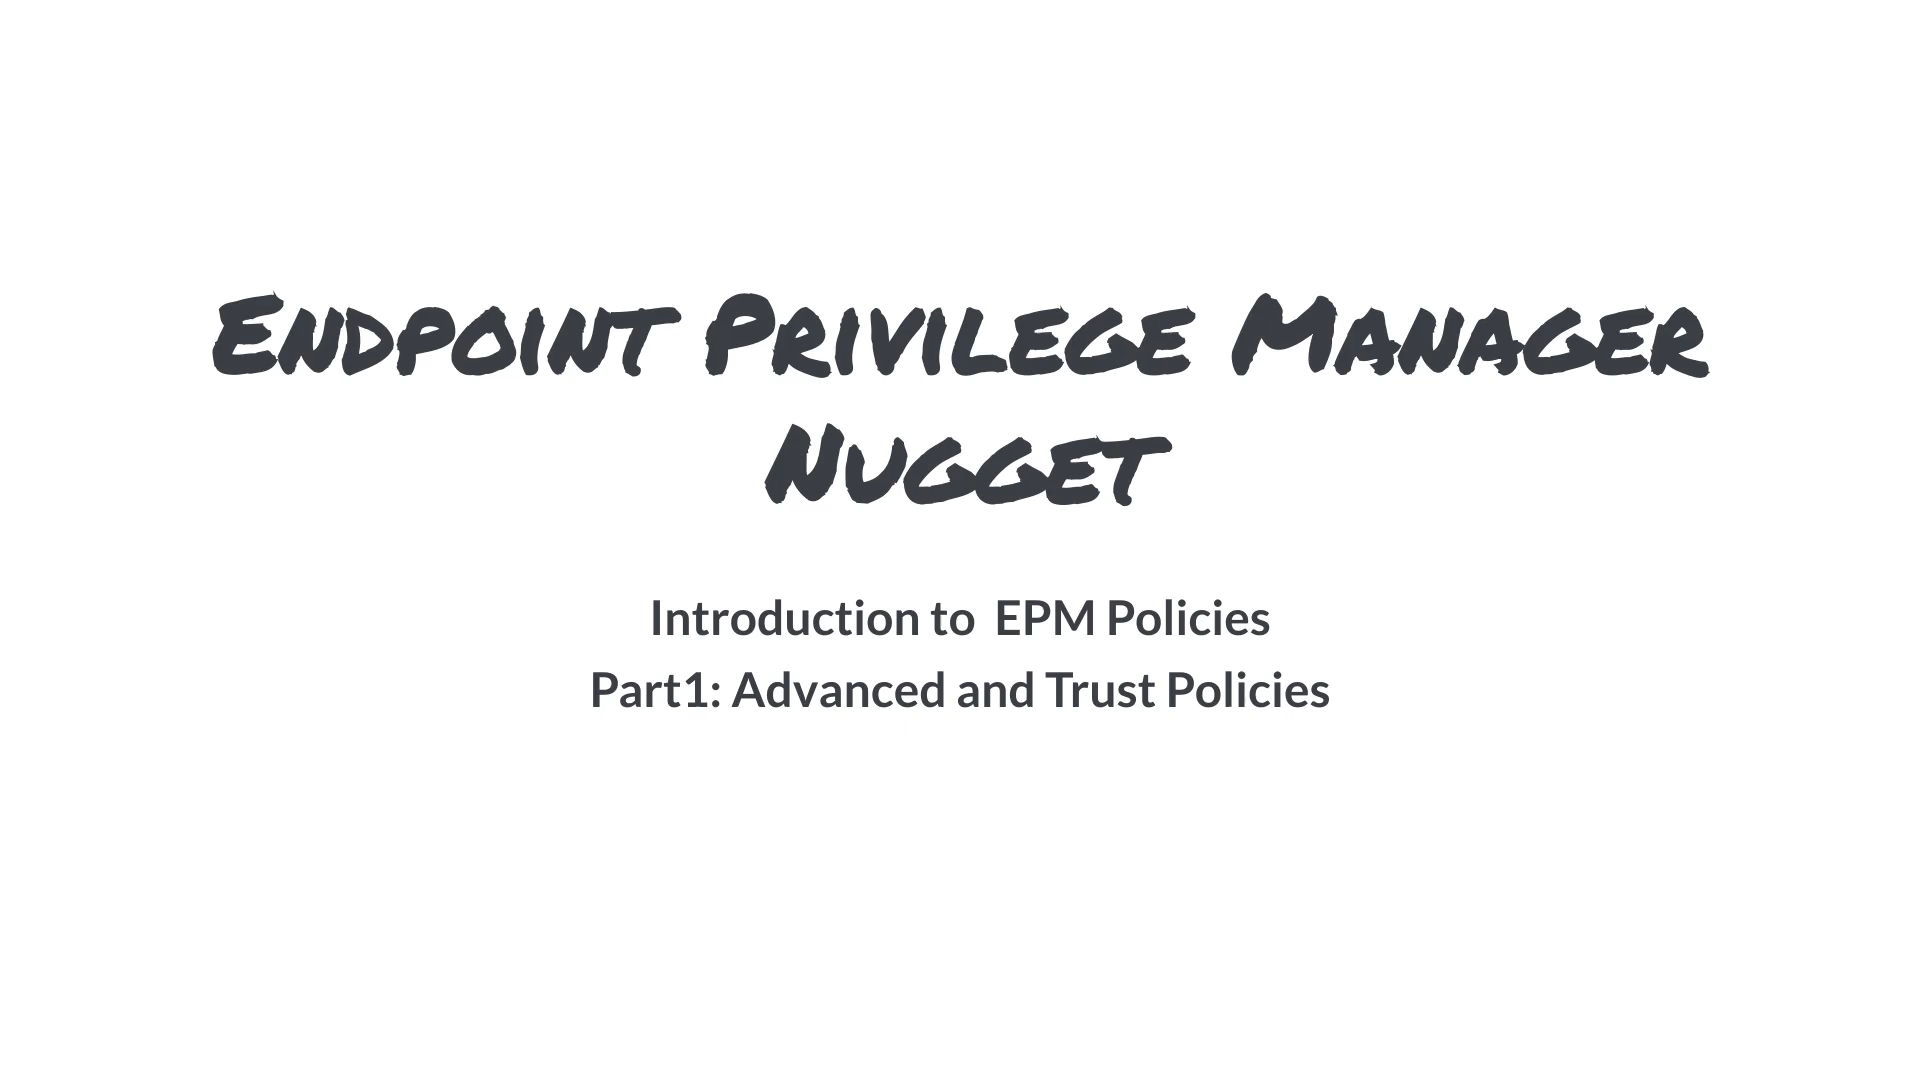 Endpoint Privilege Manager
Nugget
Introduction to  EPM Policies
Part1: Advanced and Trust Policies